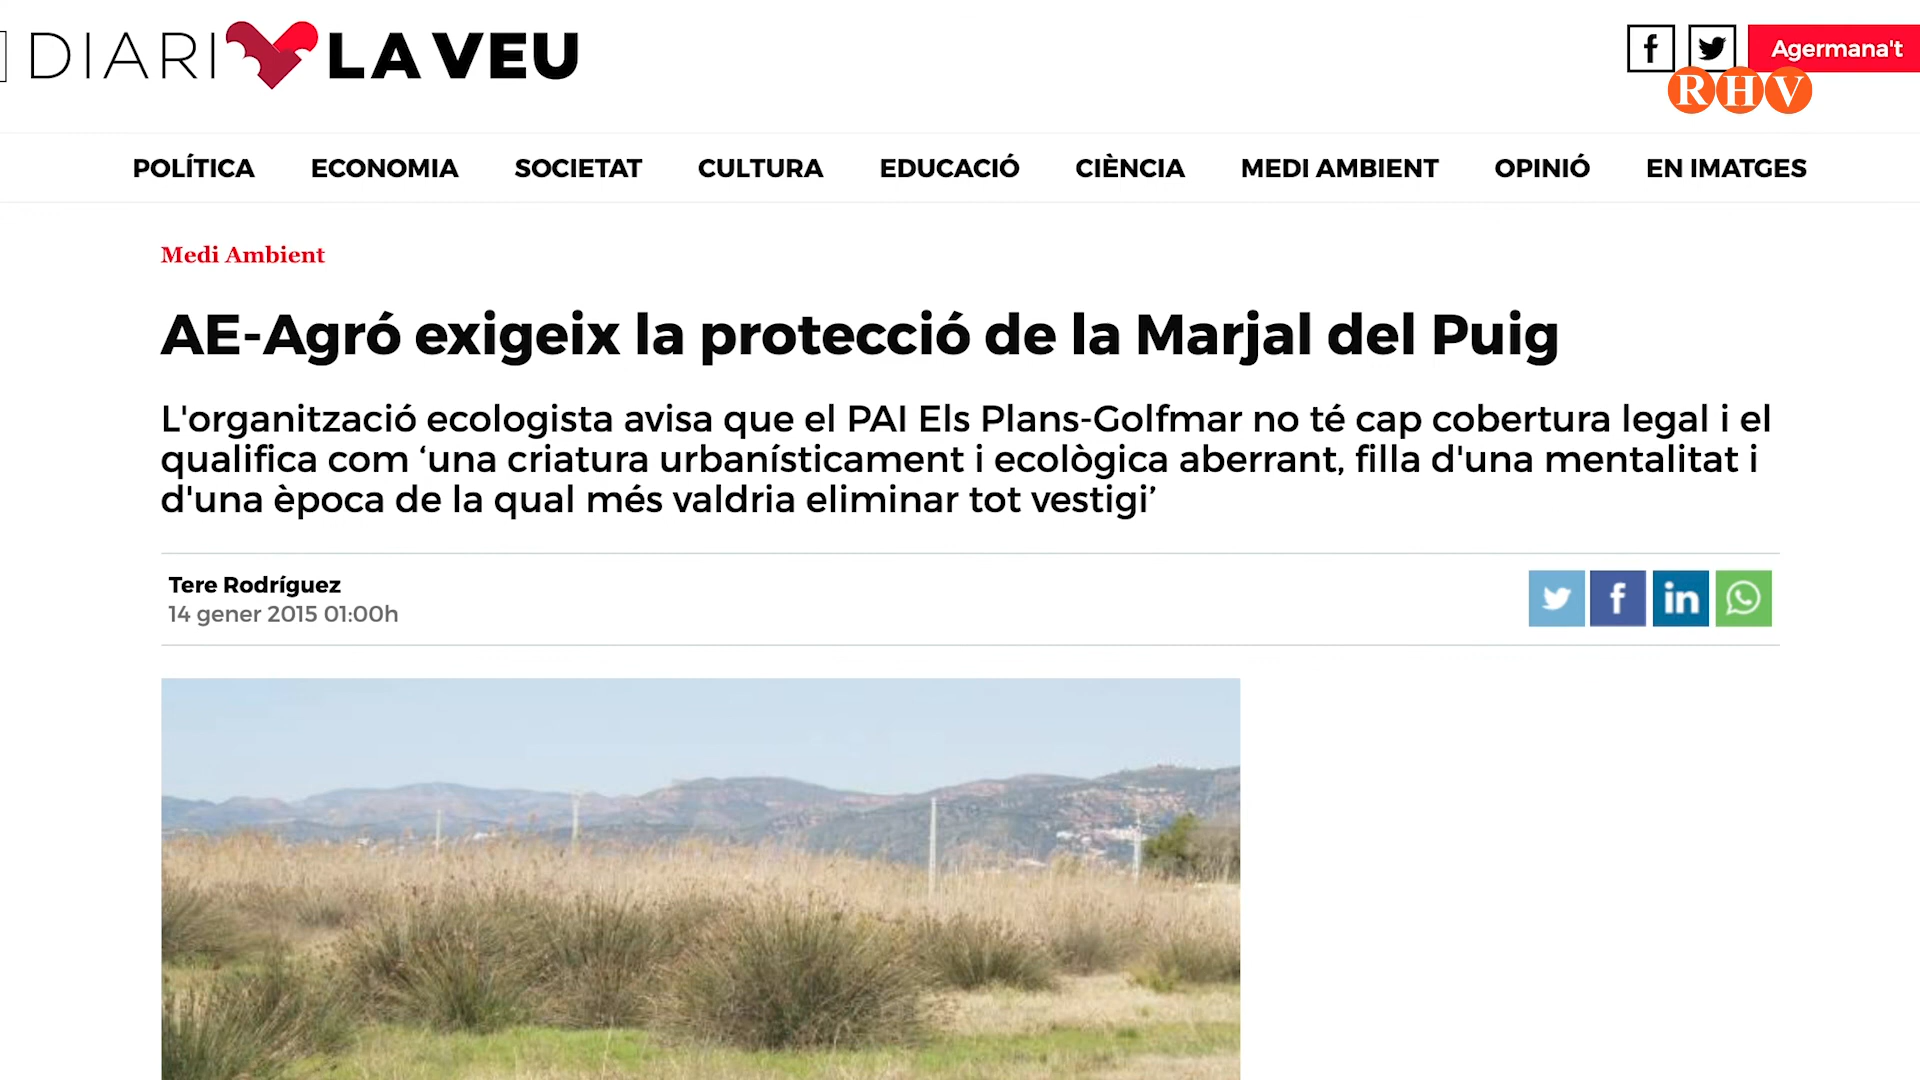 DIARI LA VEU
Agermana't
RHV
POLÍTICA ECONOMIA SOCIETAT CULTURA EDUCACIÓ CIÈNCIA MEDI AMBIENT OPINIÓ EN IMATGES
Medi Ambient
AE-Agró exigeix la protecció de la Marjal del Puig
L'organització ecologista avisa que el PAI Els Plans-Golfmar no té cap cobertura legal i el
qualifica com ‘una criatura urbanísticament i ecològica aberrant, filla d'una mentalitat i
d'una època de la qual més valdria eliminar tot vestigi’
Tere Rodríguez
14 gener 2015 01:00h